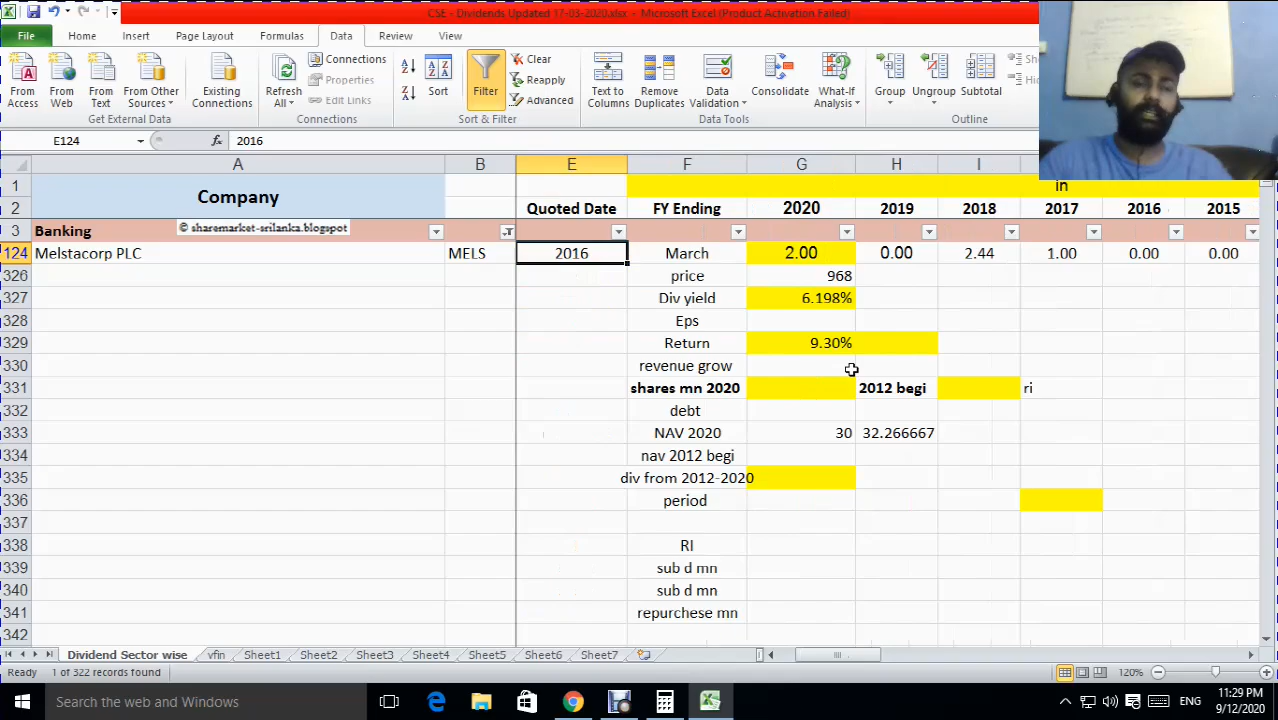 CSE - Dividends Updated 17-03-2020.xlsx - Microsoft Excel (Product Activation Failed)
File Home Insert Page Layout Formulas Data Review View
From Access
From Web
From Text
From Other Sources
Existing Connections
Refresh All
Connections
Properties
Edit Links
Sort
Filter
Clear
Reapply
Advanced
Text to Columns
Remove Duplicates
Data Validation
Consolidate
What-If Analysis
Group
Ungroup
Subtotal
Get External Data Connections Sort & Filter Data Tools Outline
E124 fx 2016
A B E F G H I
1 Company in
2 Quoted Date FY Ending 2020 2019 2018 2017 2016 2015
3 Banking © sharemarket-srilanka.blogspot
124 Melstacorp PLC MELS 2016 March 2.00 0.00 2.44 1.00 0.00 0.00
326 price 968
327 Div yield 6.198%
328 Eps
329 Return 9.30%
330 revenue grow
331 shares mn 2020 2012 begi ri
332 debt
333 NAV 2020 30 32.266667
334 nav 2012 begi
335 div from 2012-2020
336 period
337
338 RI
339 sub d mn
340 sub d mn
341 repurchese mn
342
Dividend Sector wise vfin Sheet1 Sheet2 Sheet3 Sheet4 Sheet5 Sheet6 Sheet7
Ready 1 of 322 records found 120%
Search the web and Windows
ENG
11:29 PM
9/12/2020